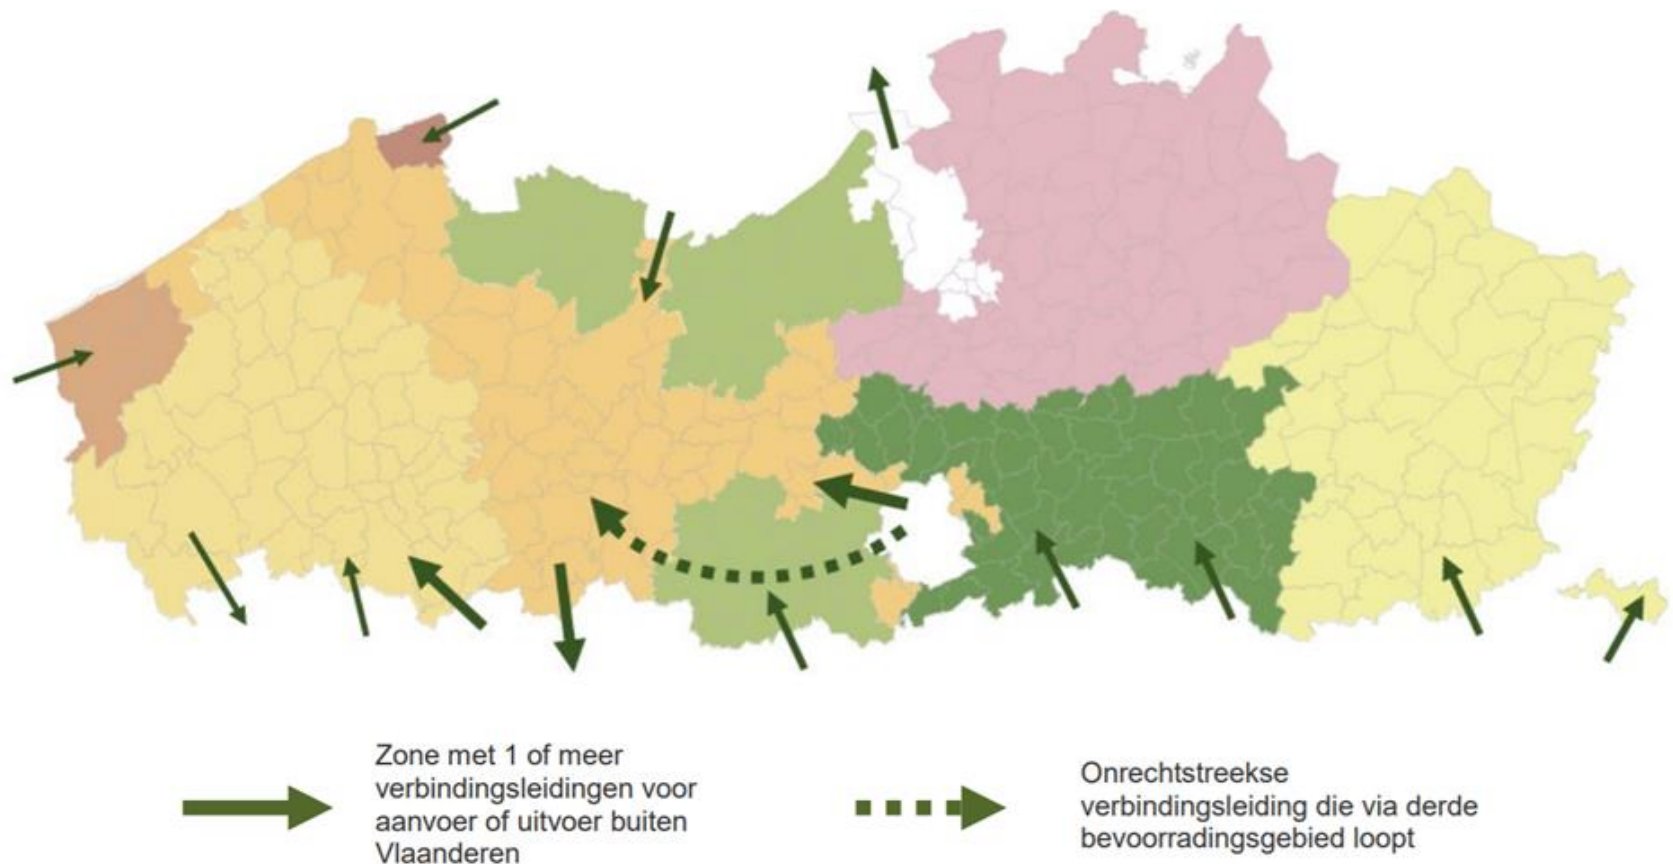 Zone met 1 of meer
verbindingsleidingen voor
aanvoer of uitvoer buiten
Vlaanderen
Onrechtstreekse
verbindingsleiding die via derde
bevoorradingsgebied loopt